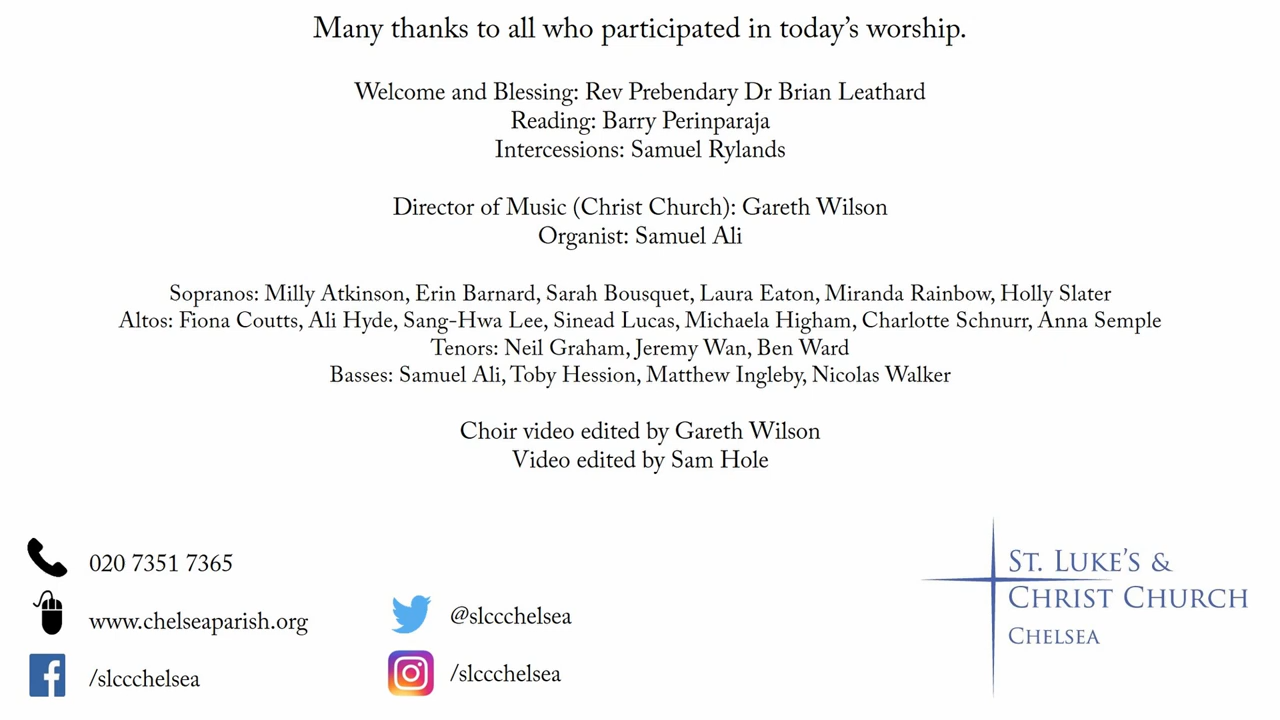 Many thanks to all who participated in today’s worship.
Welcome and Blessing: Rev Prebendary Dr Brian Leathard
Reading: Barry Perinparaja
Intercessions: Samuel Rylands
Director of Music (Christ Church): Gareth Wilson
Organist: Samuel Ali
Sopranos: Milly Atkinson, Erin Barnard, Sarah Bousquet, Laura Eaton, Miranda Rainbow, Holly Slater
Altos: Fiona Coutts, Ali Hyde, Sang-Hwa Lee, Sinead Lucas, Michaela Higham, Charlotte Schnurr, Anna Semple
Tenors: Neil Graham, Jeremy Wan, Ben Ward
Basses: Samuel Ali, Toby Hession, Matthew Ingleby, Nicolas Walker
Choir video edited by Gareth Wilson
Video edited by Sam Hole
020 7351 7365
www.chelseaparish.org
/slccchelsea
@slccchelsea
/slccchelsea
ST. LUKE’S &
CHRIST CHURCH
CHELSEA